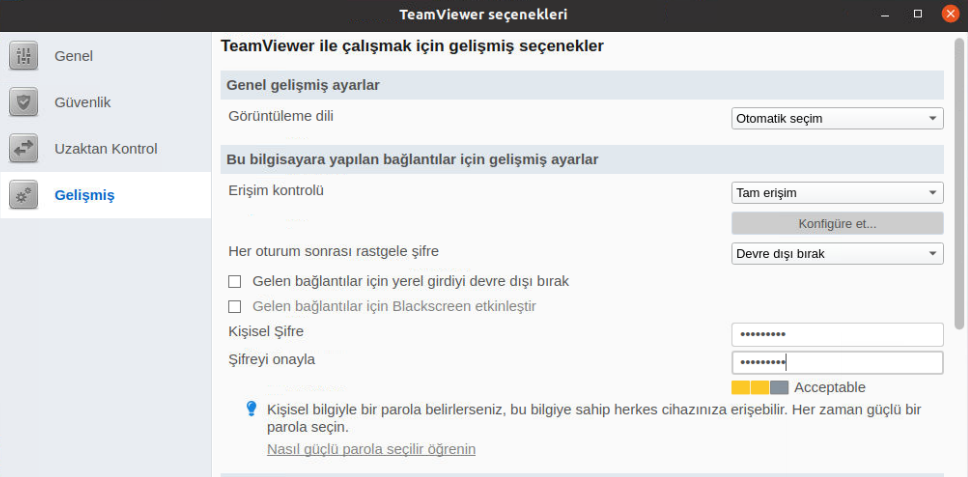 TeamViewer seçenekleri
Genel
Güvenlik
Uzaktan Kontrol
Gelişmiş
TeamViewer ile çalışmak için gelişmiş seçenekler
Genel gelişmiş ayarlar
Görüntüleme dili
Otomatik seçim
Bu bilgisayara yapılan bağlantılar için gelişmiş ayarlar
Erişim kontrolü
Tam erişim
Konfigüre et...
Her oturum sonrası rastgele şifre
Devre dışı bırak
Gelen bağlantılar için yerel girdiyi devre dışı bırak
Gelen bağlantılar için Blackscreen etkinleştir
Kişisel Şifre
Şifreyi onayla
Acceptable
Kişisel bilgiyle bir parola belirlerseniz, bu bilgiye sahip herkes cihazınıza erişebilir. Her zaman güçlü bir
parola seçin.
Nasıl güçlü parola seçilir öğrenin